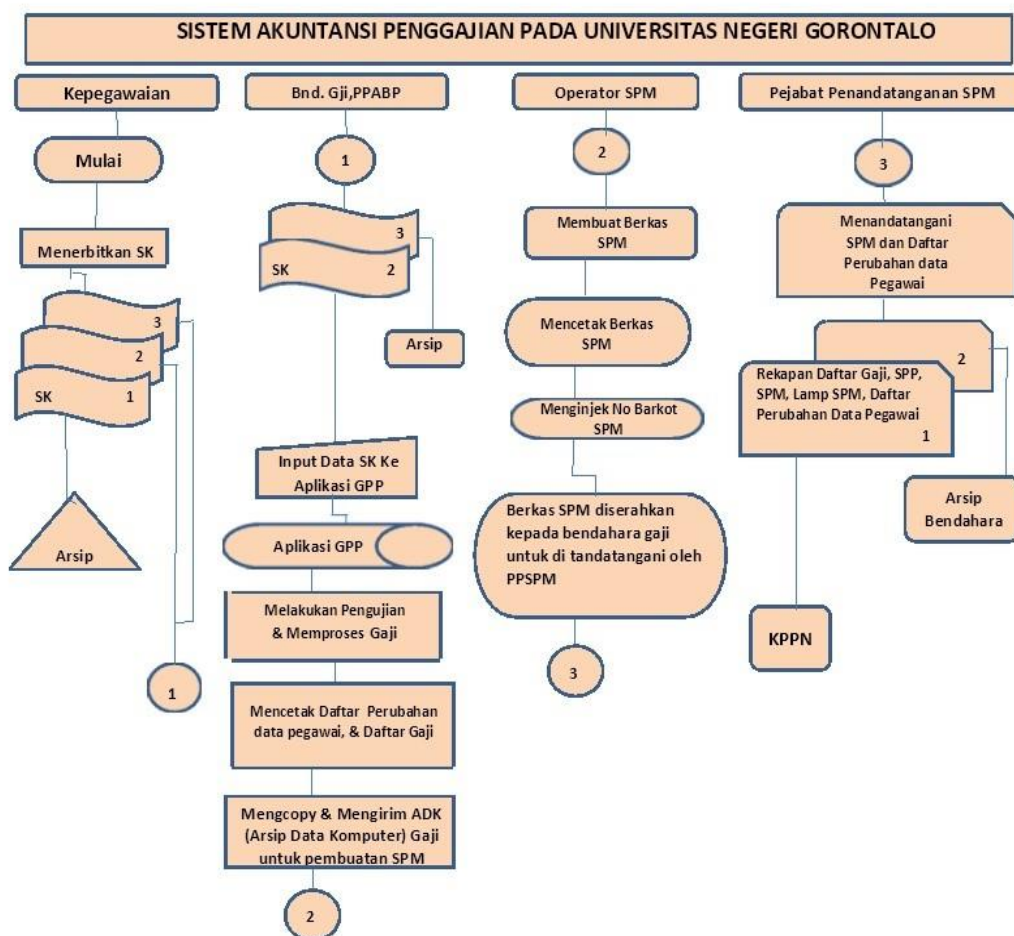 SISTEM AKUNTANSI PENGGAJIAN PADA UNIVERSITAS NEGERI GORONTALO
Kepegawaian
Mulai
Menerbitkan SK
3
2
SK 1
Arsip
1
Bnd. Gji,PPABP
1
3
SK 2
Arsip
Input Data SK Ke
Aplikasi GPP
Aplikasi GPP
Melakukan Pengujian
& Memproses Gaji
Mencetak Daftar Perubahan
data pegawai, & Daftar Gaji
Mengcopy & Mengirim ADK
(Arsip Data Komputer) Gaji
untuk pembuatan SPM
2
Operator SPM
2
Membuat Berkas
SPM
Mencetak Berkas
SPM
Menginjek No Barkot
SPM
Berkas SPM diserahkan
kepada bendahara gaji
untuk di tandatangani oleh
PPSPM
3
Pejabat Penandatanganan SPM
3
Menandatangani
SPM dan Daftar
Perubahan data
Pegawai
2
Rekapan Daftar Gaji, SPP,
SPM, Lamp SPM, Daftar
Perubahan Data Pegawai
1
Arsip
Bendahara
KPPN